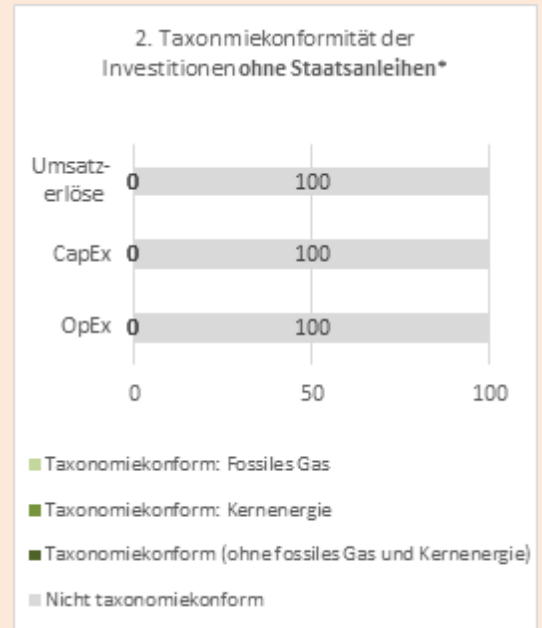 2. Taxonmiekonformität der
Investitionen ohne Staatsanleihen*
Umsatz-
erlöse
0 100
CapEx 0 100
OpEx 0 100
0 50 100
Taxonomiekonform: Fossiles Gas
Taxonomiekonform: Kernenergie
Taxonomiekonform (ohne fossiles Gas und Kernenergie)
Nicht taxonomiekonform